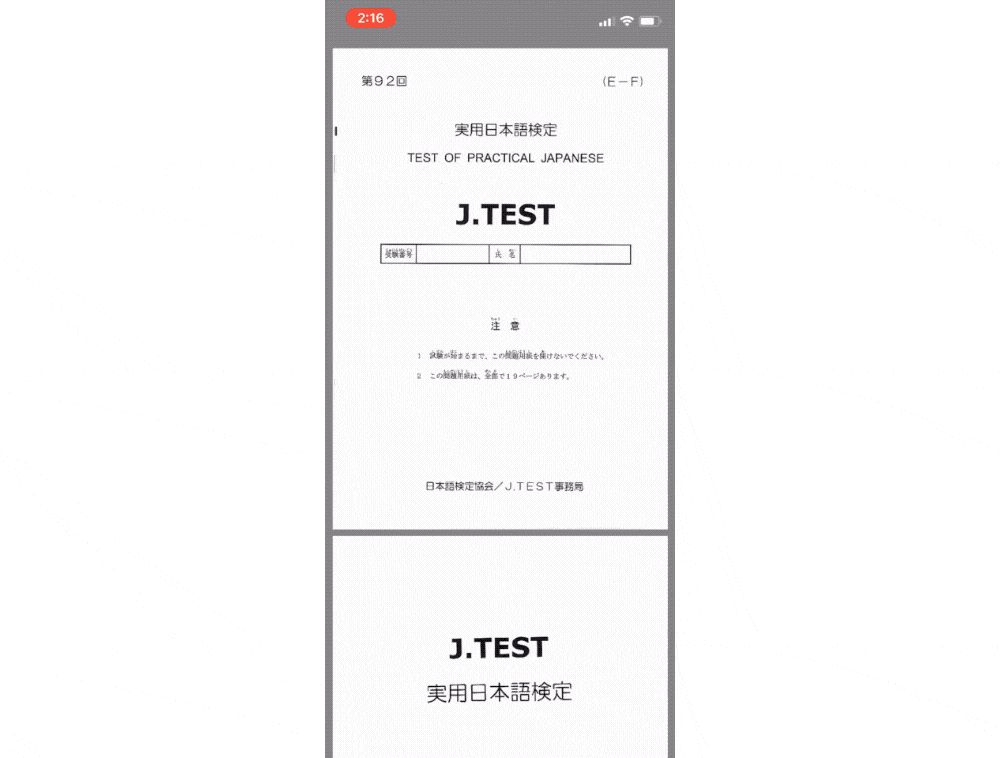 2:16
第92回
(E－F)
実用日本語検定
TEST OF PRACTICAL JAPANESE
J.TEST
受験番号
氏 名
注 意
1 試験が始まるまで、この問題用紙を開けないでください。
2 この問題用紙は、全部で19ページあります。
日本語検定協会／J.TEST事務局
J.TEST
実用日本語検定